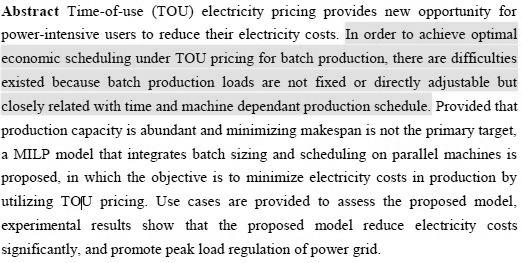 Abstract Time-of-use (TOU) electricity pricing provides new opportunity for
power-intensive users to reduce their electricity costs. In order to achieve optimal
economic scheduling under TOU pricing for batch production, there are difficulties
existed because batch production loads are not fixed or directly adjustable but
closely related with time and machine dependant production schedule. Provided that
production capacity is abundant and minimizing makespan is not the primary target,
a MILP model that integrates batch sizing and scheduling on parallel machines is
proposed, in which the objective is to minimize electricity costs in production by
utilizing TOU pricing. Use cases are provided to assess the proposed model,
experimental results show that the proposed model reduce electricity costs
significantly, and promote peak load regulation of power grid.